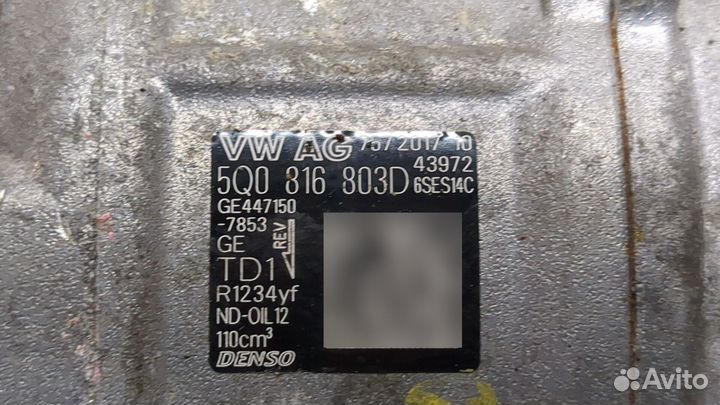 VW AG 75/2017 10
43972
5Q0 816 803D 6SES14C
GE447150
-7853
GE
REV
TD1
R1234yf
ND-OIL12
110cm³
DENSO
Avito